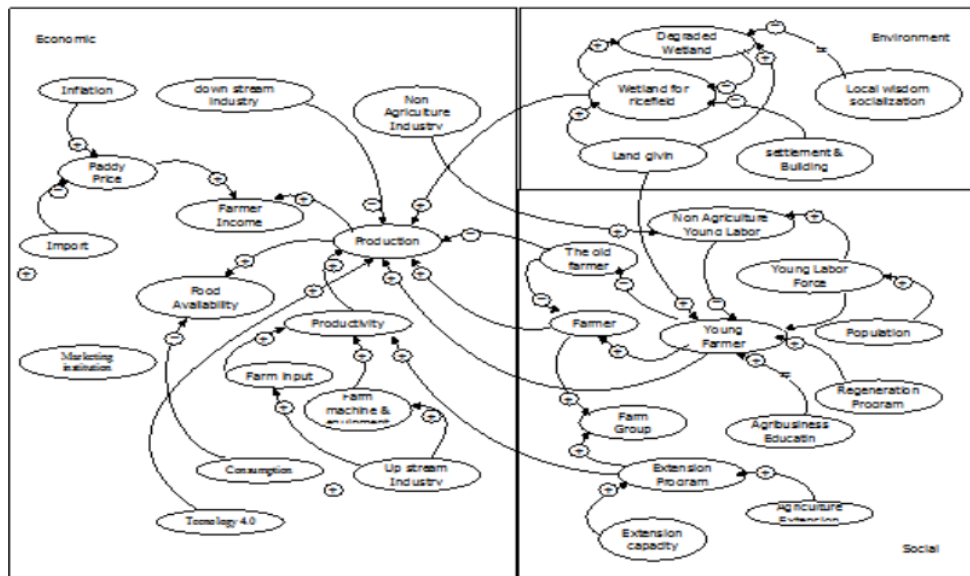 Economic
Inflation
down stream
industry
Non
Agriculture
Industry
Paddy
Price
Farmer
Income
Import
Production
Food
Availability
Productivity
Marketing
institution
Farm input
Farm
machine &
equipment
Consumption
Up stream
Industry
Tecnology 4.0
Environment
Degraded
Wetland
Wetland for
ricefield
Local wisdom
socialization
Land givin
settlement &
Building
Non Agriculture
Young Labor
The old
farmer
Young Labor
Force
Farmer
Young
Farmer
Population
Regeneration
Program
Farm
Group
Agribusiness
Educatin
Extension
Program
Agriculture
Extension
Extension
capacity
Social